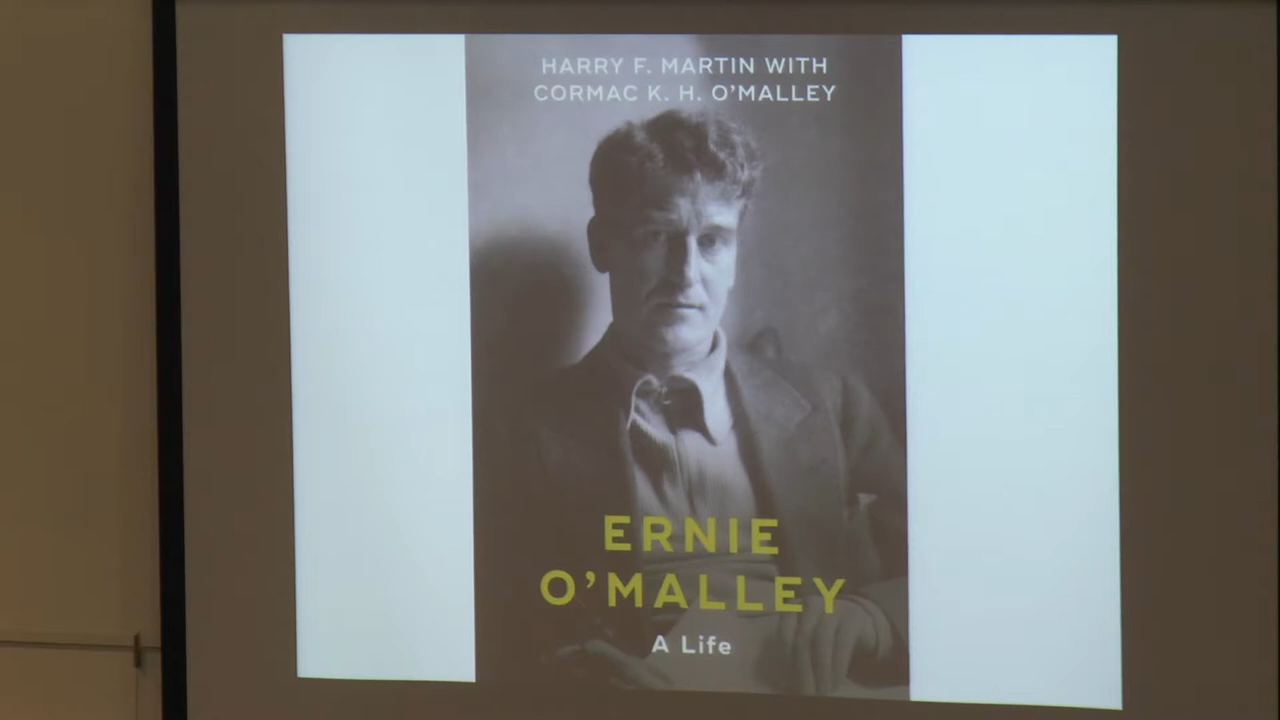 HARRY F. MARTIN WITH
CORMAC K. H. O'MALLEY
ERNIE
O'MALLEY
A Life